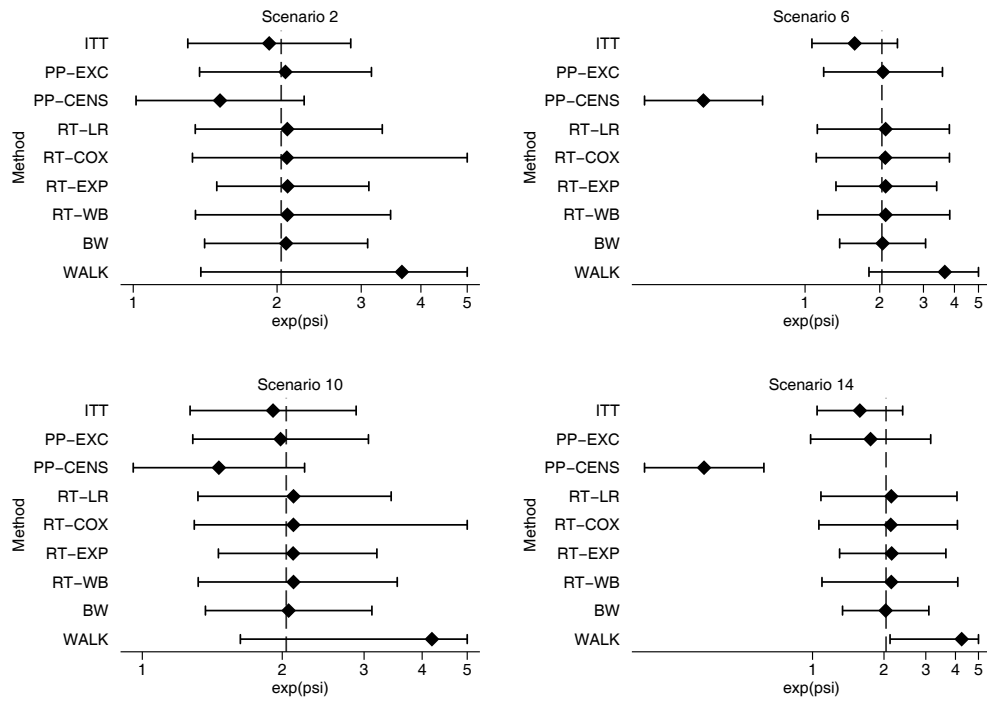 Scenario 2
Method
ITT
PP−EXC
PP−CENS
RT−LR
RT−COX
RT−EXP
RT−WB
BW
WALK
1 2 3 4 5
exp(psi)
Scenario 6
Method
ITT
PP−EXC
PP−CENS
RT−LR
RT−COX
RT−EXP
RT−WB
BW
WALK
1 2 3 4 5
exp(psi)
Scenario 10
Method
ITT
PP−EXC
PP−CENS
RT−LR
RT−COX
RT−EXP
RT−WB
BW
WALK
1 2 3 4 5
exp(psi)
Scenario 14
Method
ITT
PP−EXC
PP−CENS
RT−LR
RT−COX
RT−EXP
RT−WB
BW
WALK
1 2 3 4 5
exp(psi)